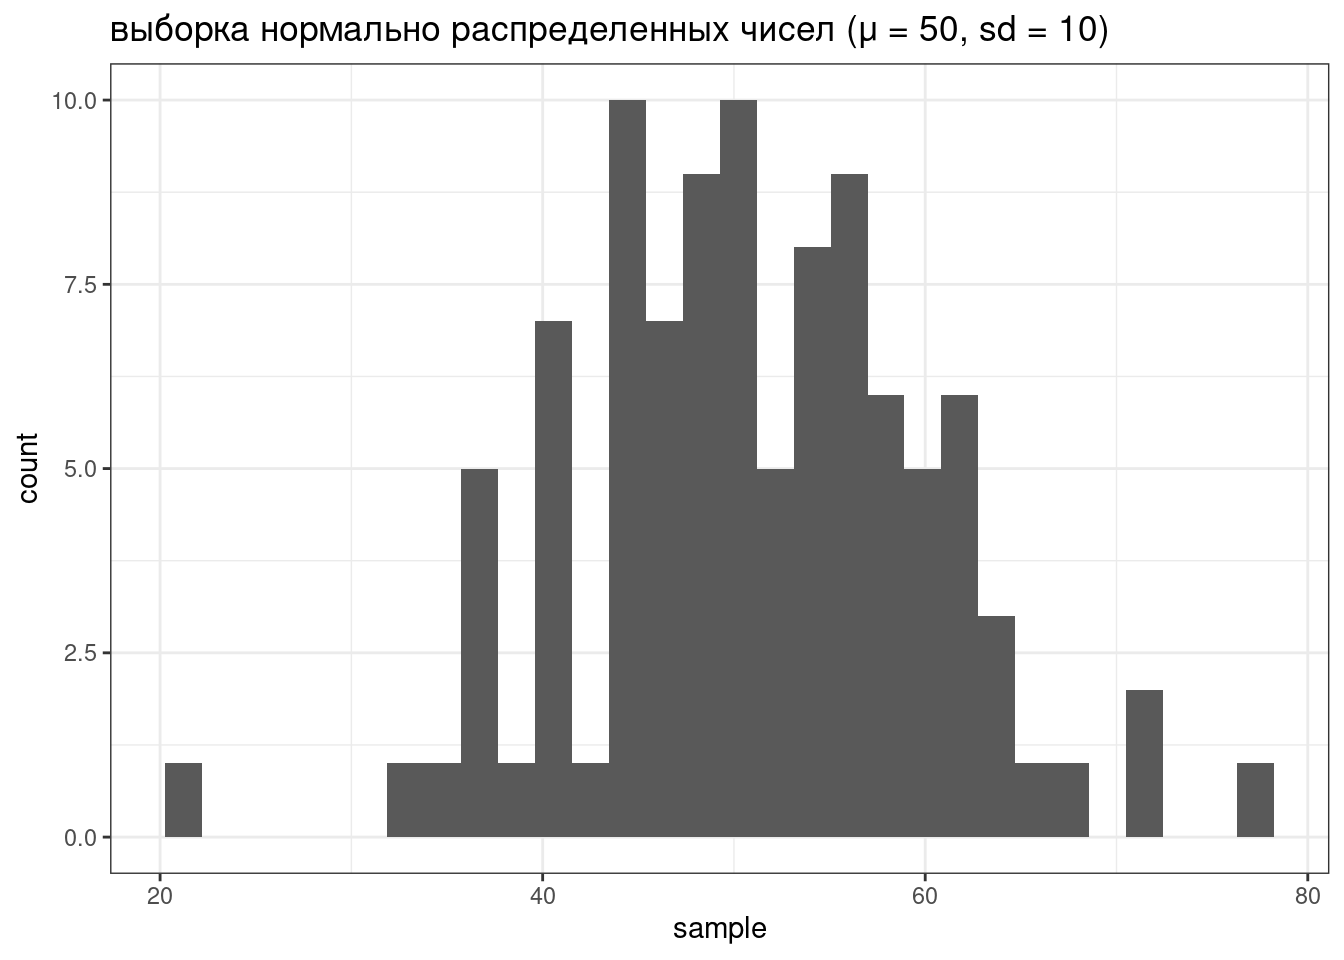 выборка нормально распределенных чисел (μ = 50, sd = 10)
10.0
7.5
5.0
2.5
0.0
count
20 40 60 80
sample